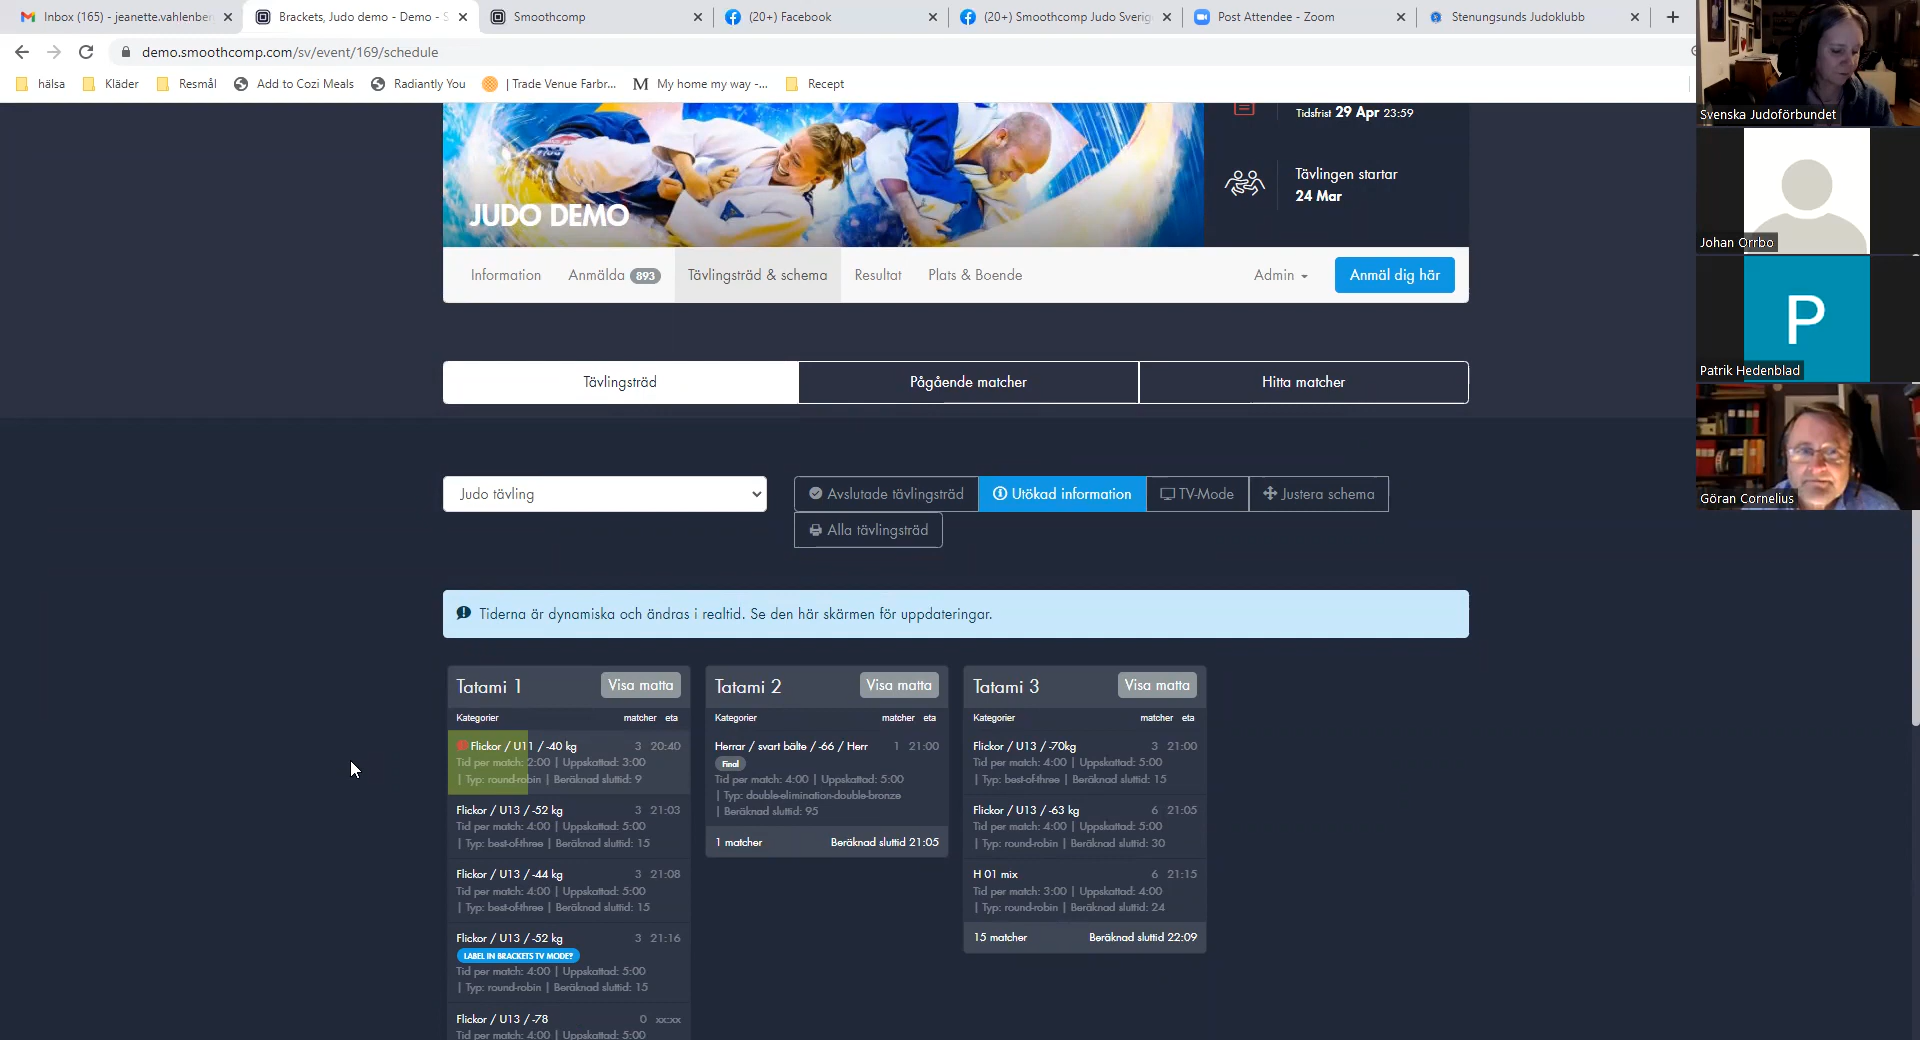 Inbox (165) - jeanette.vahlenber
Brackets, Judo demo - Demo - S
Smoothcomp
(20+) Facebook
(20+) Smoothcomp Judo Sverig
Post Attendee - Zoom
Stenungsunds Judoklubb
demo.smoothcomp.com/sv/event/169/schedule
hälsa
Kläder
Resmål
Add to Cozi Meals
Radiantly You
| Trade Venue Farbr...
My home my way -...
Recept
Svenska Judoförbundet
Johan Orrbo
P
Patrik Hedenblad
Göran Cornelius
Tidsfrist 29 Apr 23:59
Tävlingen startar
24 Mar
JUDO DEMO
Information
Anmälda 893
Tävlingsträd & schema
Resultat
Plats & Boende
Admin
Anmäl dig här
Tävlingsträd
Pågående matcher
Hitta matcher
Judo tävling
Avslutade tävlingsträd
Utökad information
TV-Mode
Justera schema
Alla tävlingsträd
Tiderna är dynamiska och ändras i realtid. Se den här skärmen för uppdateringar.
Tatami 1 Visa matta
Kategorier matcher eta
Flickor / U11 / -40 kg 3 20:40
Tid per match: 2:00 | Uppskattad: 3:00
| Typ: round-robin | Beräknad sluttid: 9
Flickor / U13 / -52 kg 3 21:03
Tid per match: 4:00 | Uppskattad: 5:00
| Typ: best-of-three | Beräknad sluttid: 15
Flickor / U13 / -44 kg 3 21:08
Tid per match: 4:00 | Uppskattad: 5:00
| Typ: best-of-three | Beräknad sluttid: 15
Flickor / U13 / -52 kg 3 21:16
LABEL IN BRACKETS TV MODE?
Tid per match: 4:00 | Uppskattad: 5:00
| Typ: round-robin | Beräknad sluttid: 15
Flickor / U13 / -78 0 xx:xx
Tid per match: 4:00 | Uppskattad: 5:00
Tatami 2 Visa matta
Kategorier matcher eta
Herrar / svart bälte / -66 / Herr 1 21:00
Final
Tid per match: 4:00 | Uppskattad: 5:00
| Typ: double-elimination-double-bronze
| Beräknad sluttid: 95
1 matcher Beräknad sluttid 21:05
Tatami 3 Visa matta
Kategorier matcher eta
Flickor / U13 / -70kg 3 21:00
Tid per match: 4:00 | Uppskattad: 5:00
| Typ: best-of-three | Beräknad sluttid: 15
Flickor / U13 / -63 kg 6 21:05
Tid per match: 4:00 | Uppskattad: 5:00
| Typ: round-robin | Beräknad sluttid: 30
H 01 mix 6 21:15
Tid per match: 3:00 | Uppskattad: 4:00
| Typ: round-robin | Beräknad sluttid: 24
15 matcher Beräknad sluttid 22:09